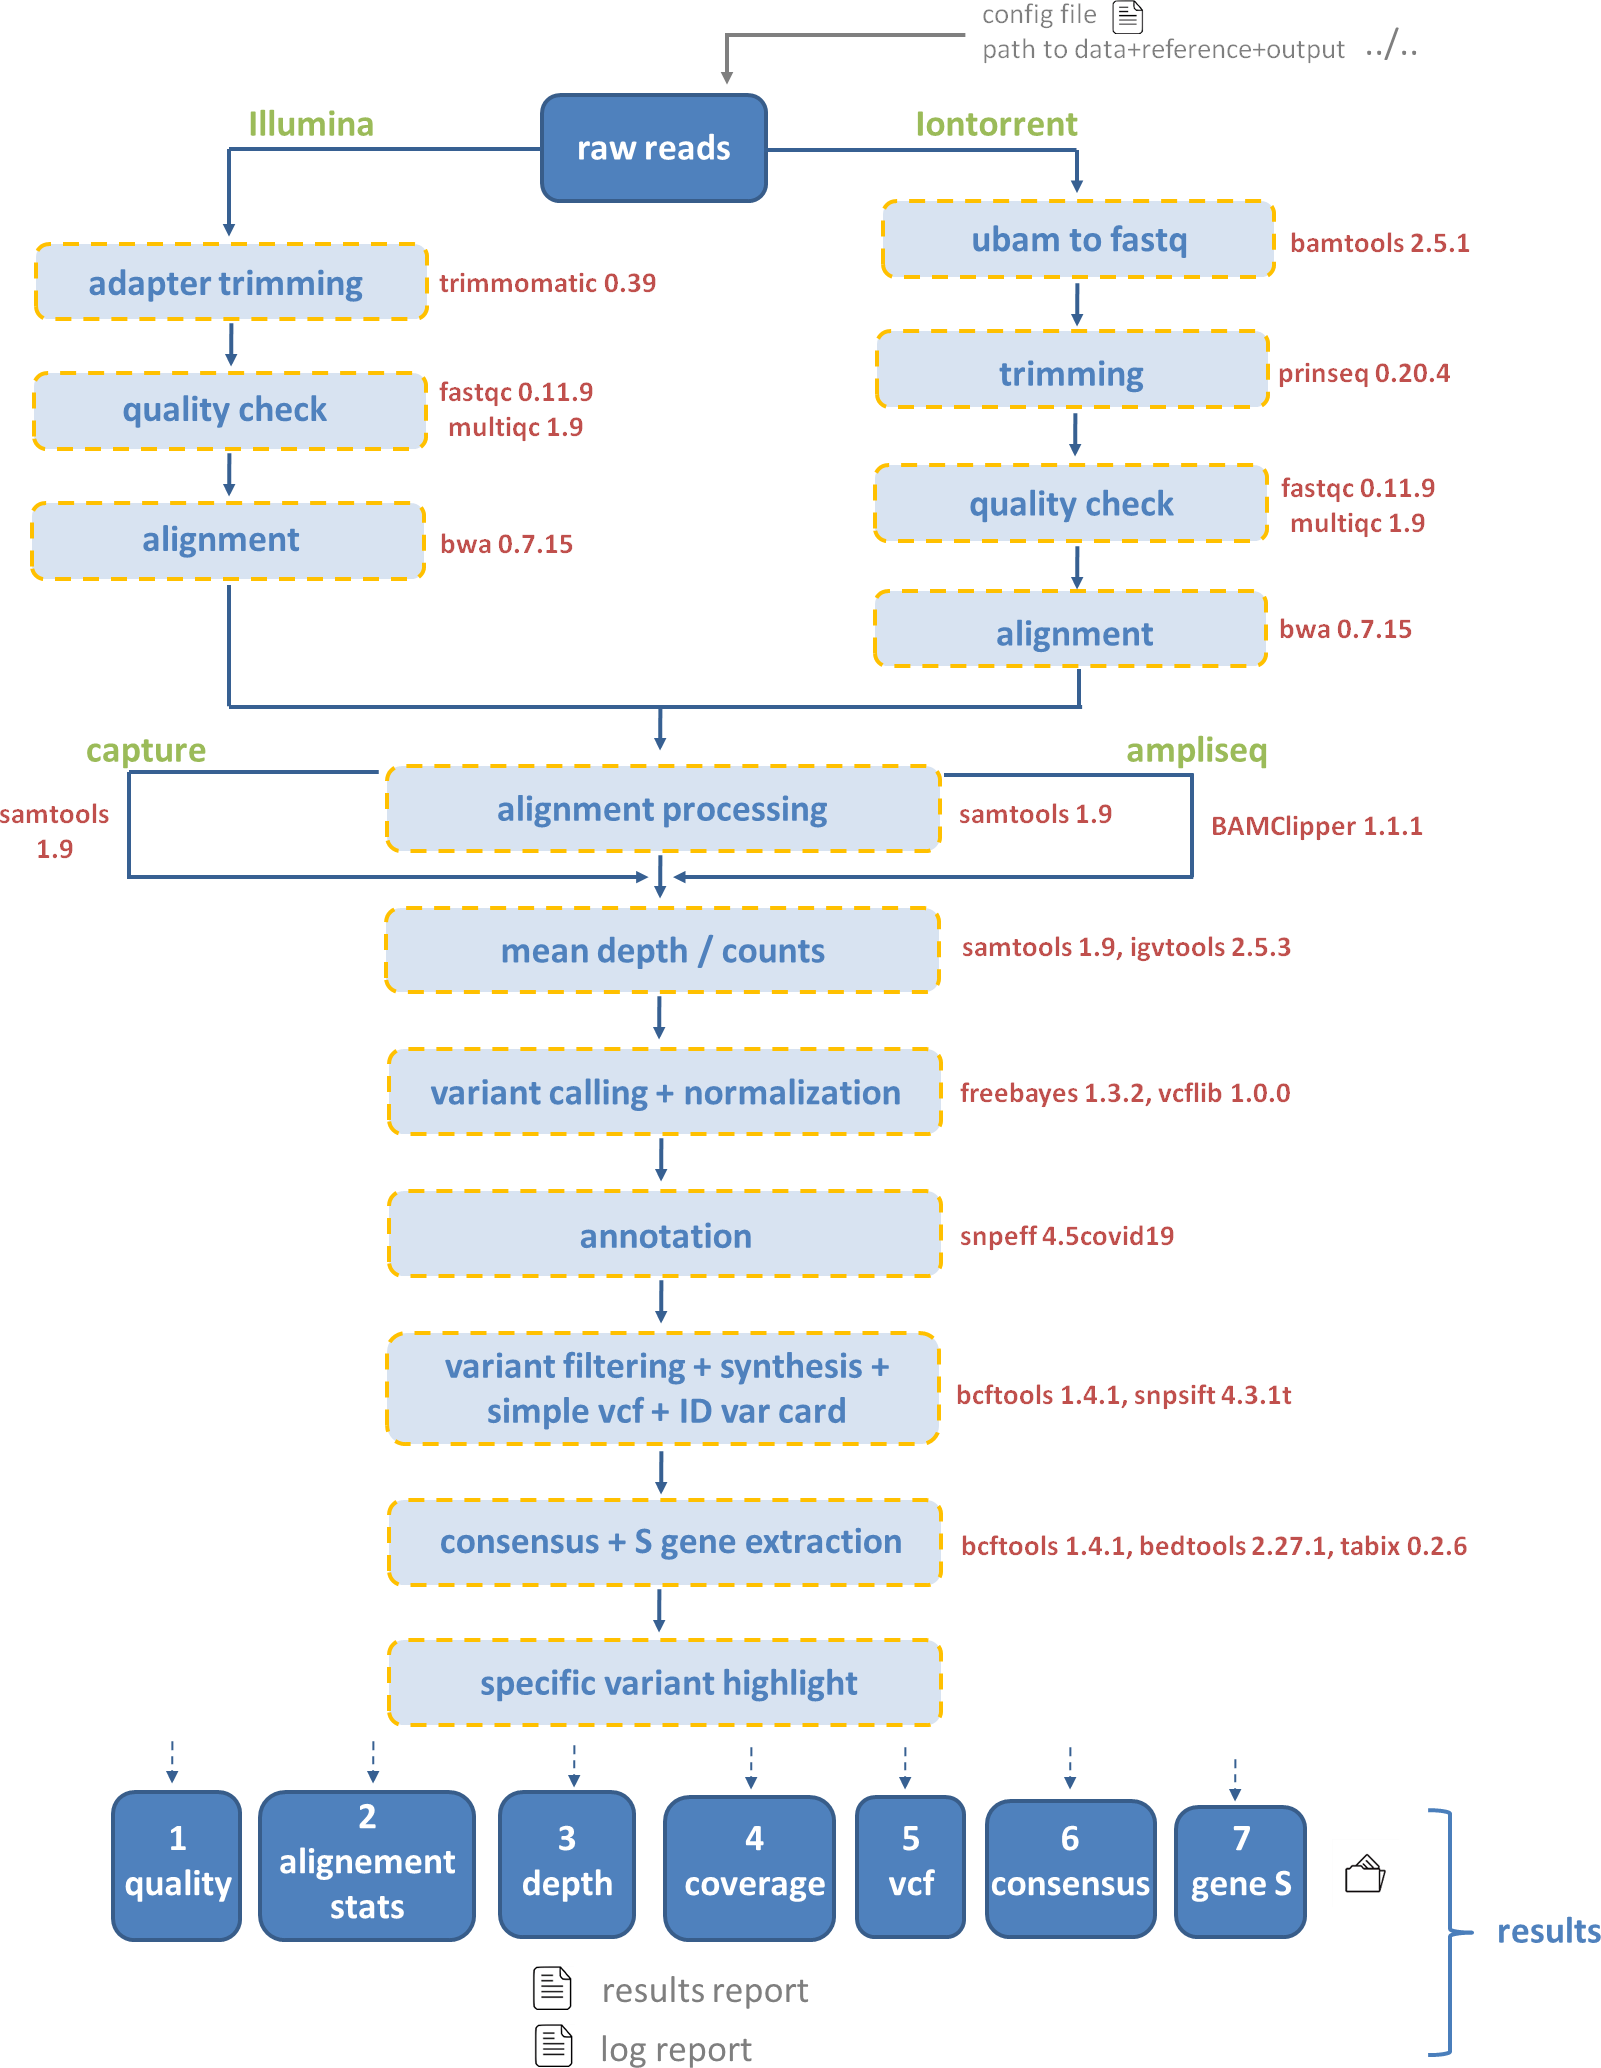 config file
path to data+reference+output ../..
Illumina
Iontorrent
raw reads
ubam to fastq
bamtools 2.5.1
adapter trimming
trimmomatic 0.39
trimming
prinseq 0.20.4
quality check
fastqc 0.11.9
multiqc 1.9
quality check
fastqc 0.11.9
multiqc 1.9
alignment
bwa 0.7.15
alignment
bwa 0.7.15
capture
ampliseq
samtools
1.9
alignment processing
samtools 1.9
BAMClipper 1.1.1
mean depth / counts
samtools 1.9, igvtools 2.5.3
variant calling + normalization
freebayes 1.3.2, vcflib 1.0.0
annotation
snpeff 4.5covid19
variant filtering + synthesis +
simple vcf + ID var card
bcftools 1.4.1, snpsift 4.3.1t
consensus + S gene extraction
bcftools 1.4.1, bedtools 2.27.1, tabix 0.2.6
specific variant highlight
1
quality
2
alignement
stats
3
depth
4
coverage
5
vcf
6
consensus
7
gene S
results
results report
log report